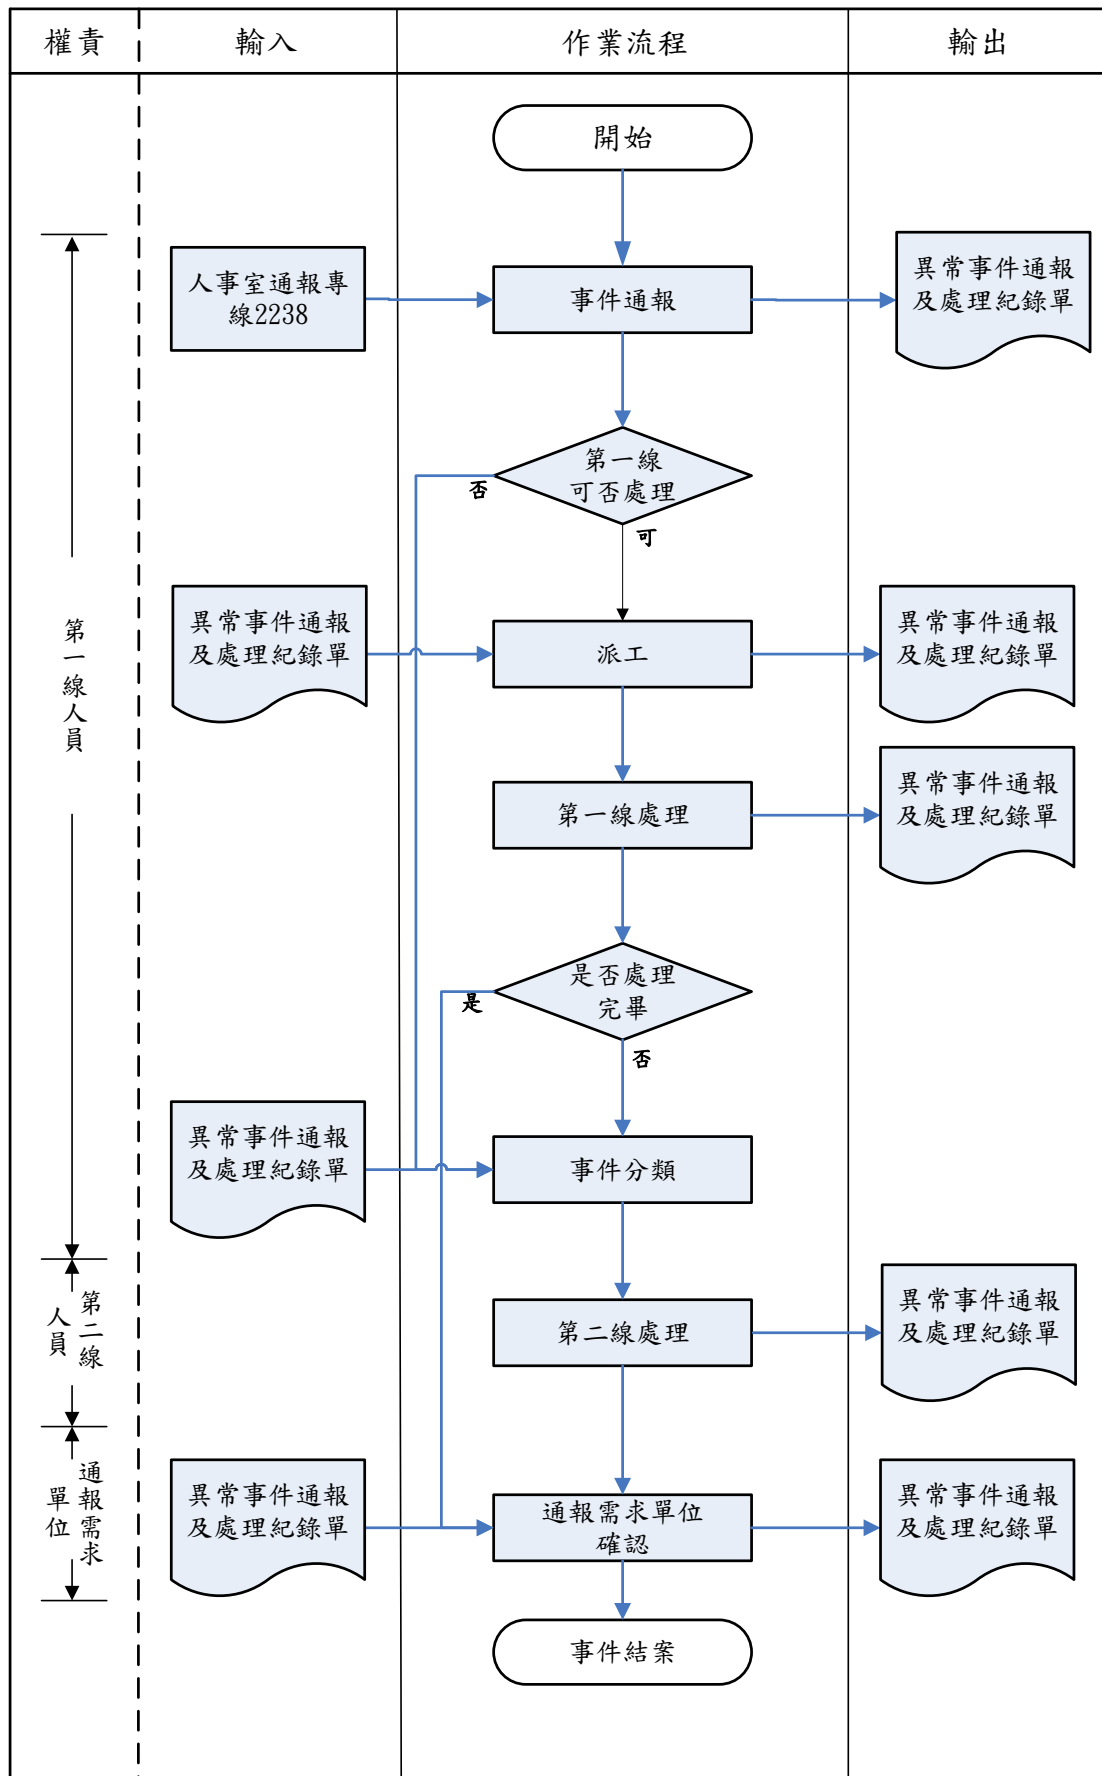 權責
輸入
作業流程
輸出
開始
人事室通報專
線2238
事件通報
異常事件通報
及處理紀錄單
第一線
可否處理
否
可
異常事件通報
及處理紀錄單
派工
異常事件通報
及處理紀錄單
第一線人員
第一線處理
異常事件通報
及處理紀錄單
是否處理
完畢
是
否
異常事件通報
及處理紀錄單
事件分類
第二線
人員
第二線處理
異常事件通報
及處理紀錄單
通報需求
單位
異常事件通報
及處理紀錄單
通報需求單位
確認
異常事件通報
及處理紀錄單
事件結案